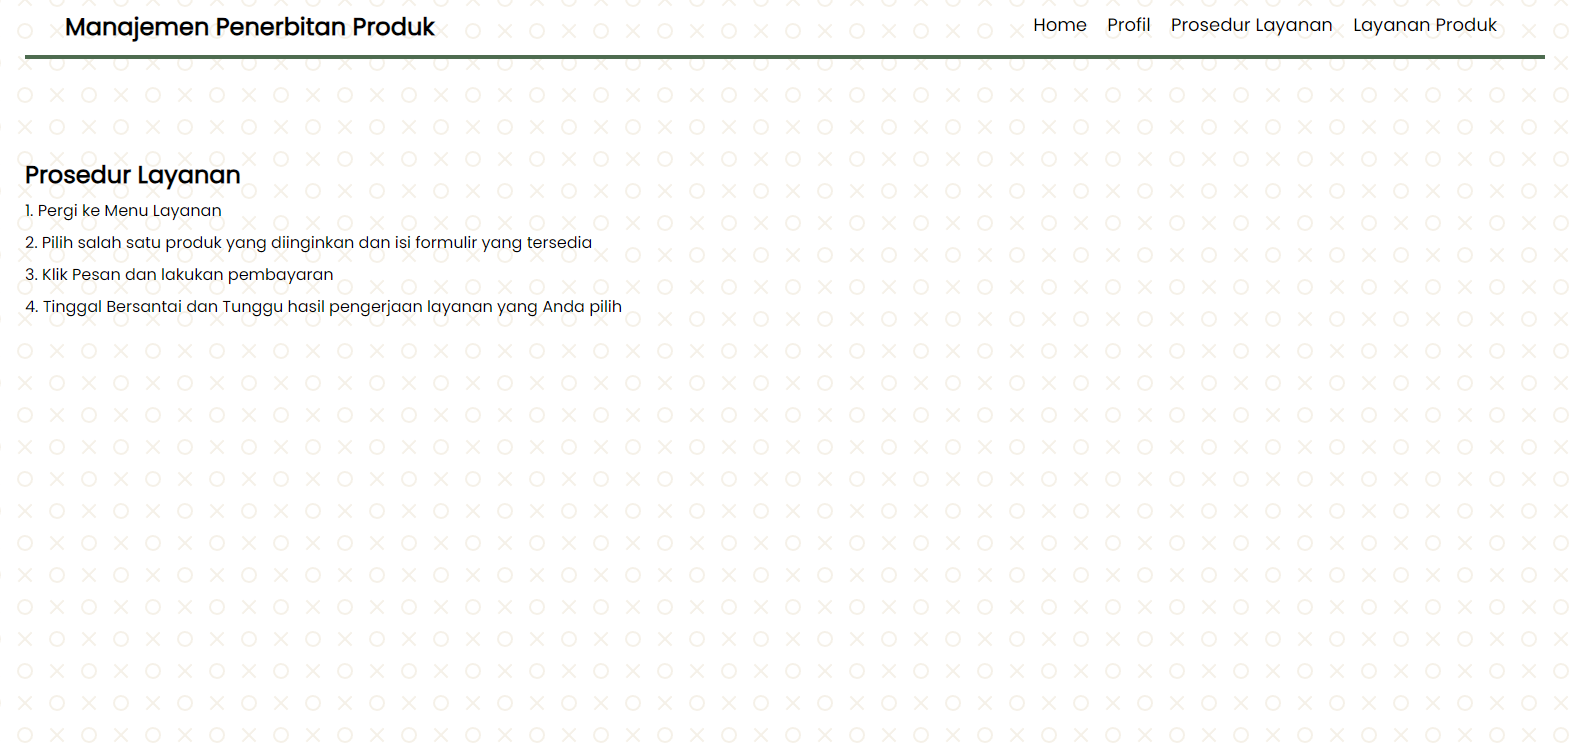 Manajemen Penerbitan Produk
Home Profil Prosedur Layanan Layanan Produk
Prosedur Layanan
1. Pergi ke Menu Layanan
2. Pilih salah satu produk yang diinginkan dan isi formulir yang tersedia
3. Klik Pesan dan lakukan pembayaran
4. Tinggal Bersantai dan Tunggu hasil pengerjaan layanan yang Anda pilih